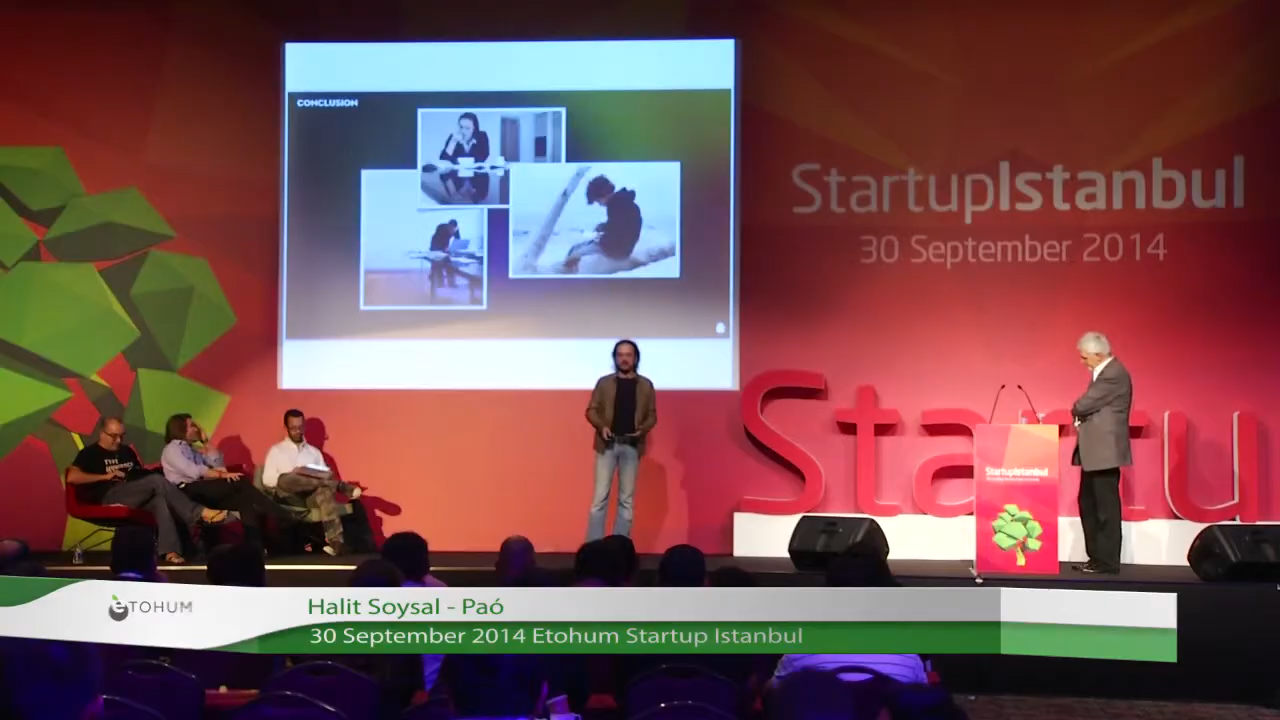 CONCLUSION
StartupIstanbul
30 September 2014
Startu
StartupIstanbul
ETOHUM
Halit Soysal - Paó
30 September 2014 Etohum Startup Istanbul